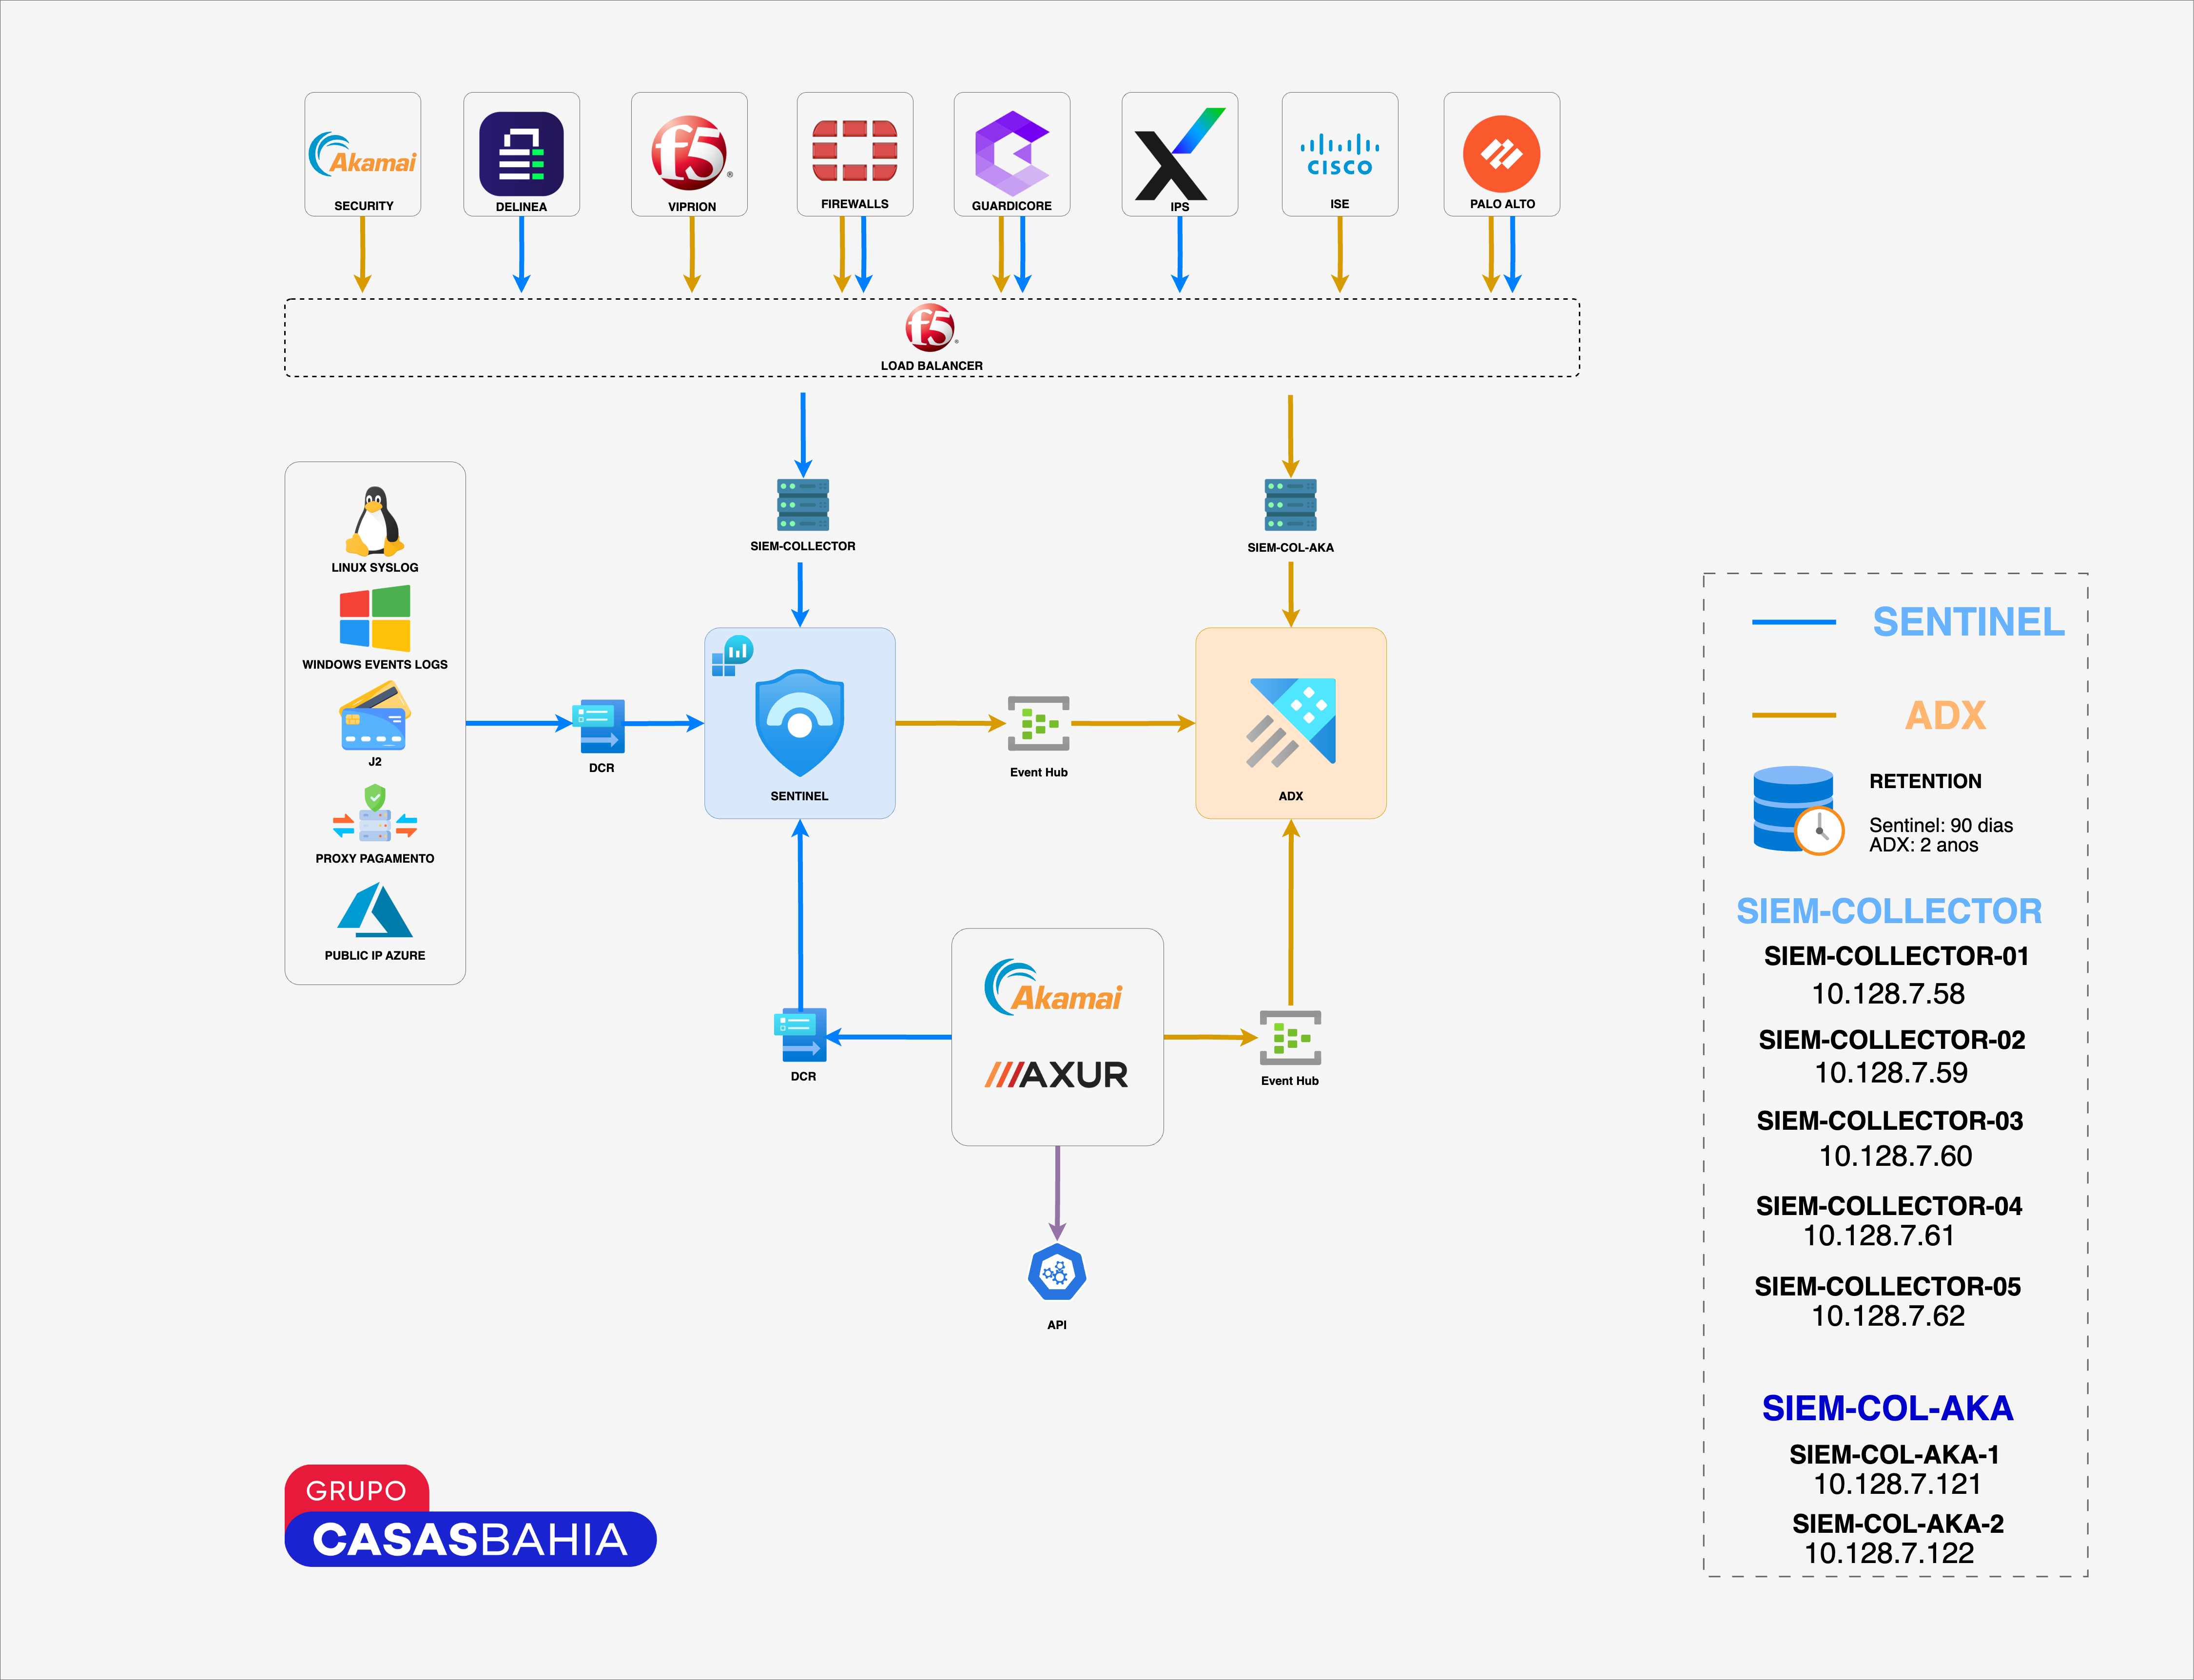 Akamai
SECURITY
DELINEA
f5
VIPRION
FIREWALLS
GUARDICORE
IPS
CISCO
ISE
PALO ALTO
f5
LOAD BALANCER
SIEM-COLLECTOR
SIEM-COL-AKA
LINUX SYSLOG
WINDOWS EVENTS LOGS
J2
PROXY PAGAMENTO
PUBLIC IP AZURE
DCR
SENTINEL
Event Hub
ADX
DCR
Akamai
AXUR
Event Hub
API
SENTINEL
ADX
RETENTION
Sentinel: 90 dias
ADX: 2 anos
SIEM-COLLECTOR
SIEM-COLLECTOR-01
10.128.7.58
SIEM-COLLECTOR-02
10.128.7.59
SIEM-COLLECTOR-03
10.128.7.60
SIEM-COLLECTOR-04
10.128.7.61
SIEM-COLLECTOR-05
10.128.7.62
SIEM-COL-AKA
SIEM-COL-AKA-1
10.128.7.121
SIEM-COL-AKA-2
10.128.7.122
GRUPO
CASASBAHIA